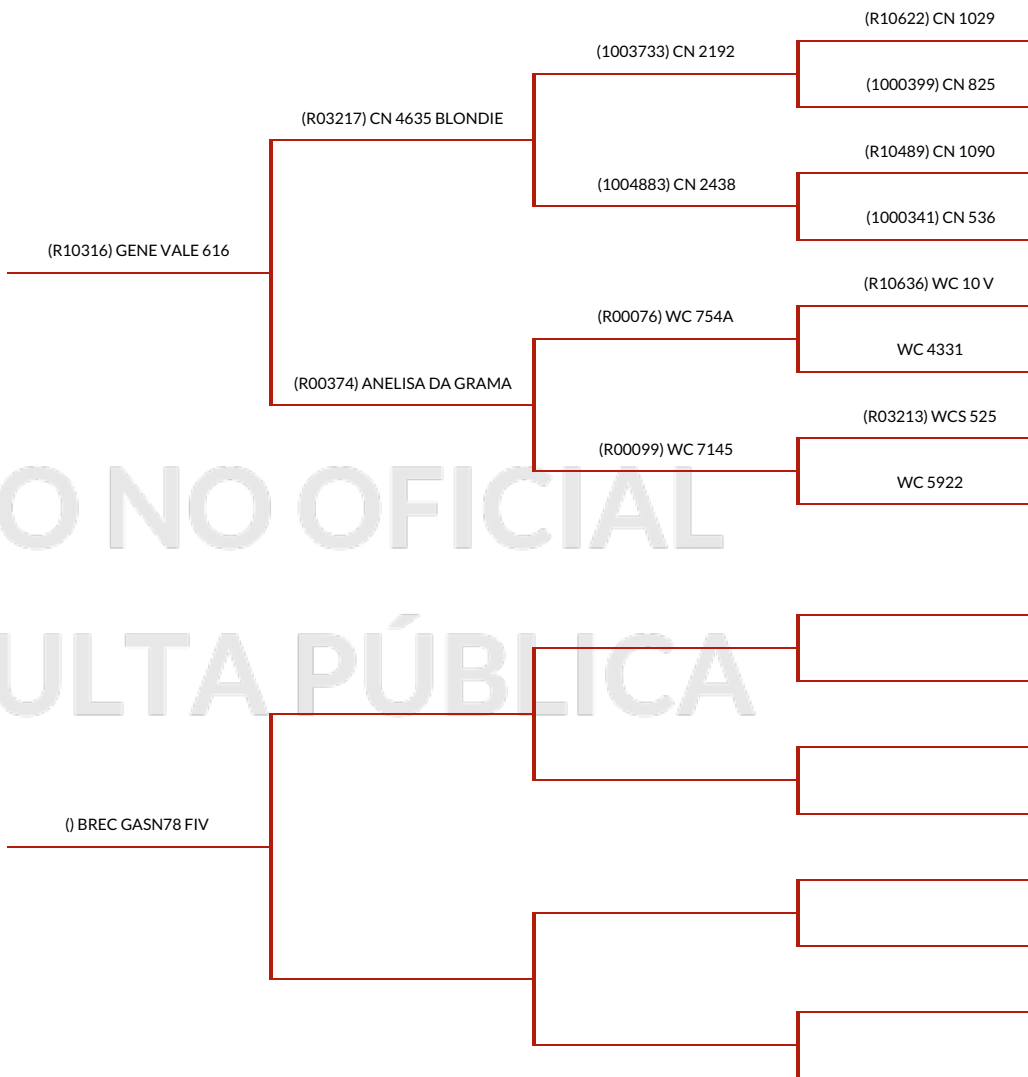 (R10622) CN 1029
(1003733) CN 2192
(1000399) CN 825
(R03217) CN 4635 BLONDIE
(R10489) CN 1090
(1004883) CN 2438
(1000341) CN 536
(R10316) GENE VALE 616
(R10636) WC 10 V
(R00076) WC 754A
WC 4331
(R00374) ANELISA DA GRAMA
(R03213) WCS 525
(R00099) WC 7145
WC 5922
O NO OFICIAL
ULTA PÚBLICA
() BREC GASN78 FIV